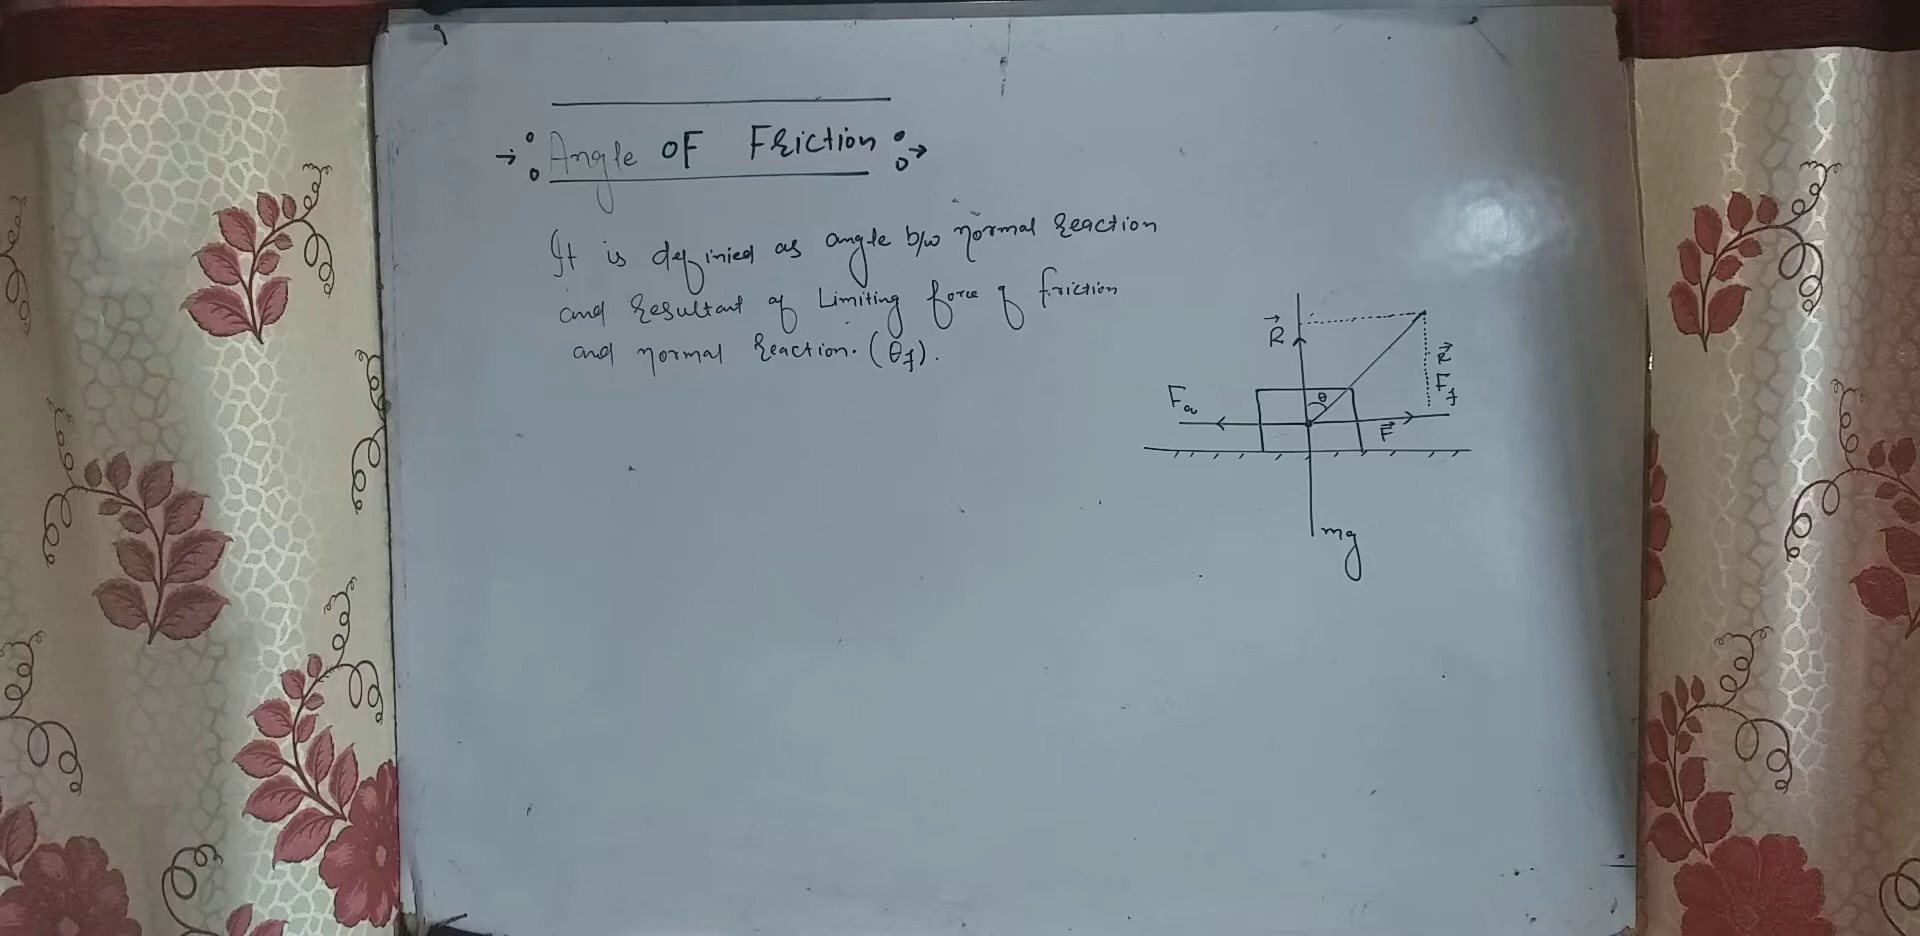 → Angle OF Friction →
It is definied as angle b/w normal reaction
and resultant of Limiting force of friction
and normal reaction. (θf).
R
R
Ff
Fa
θ
F
mg